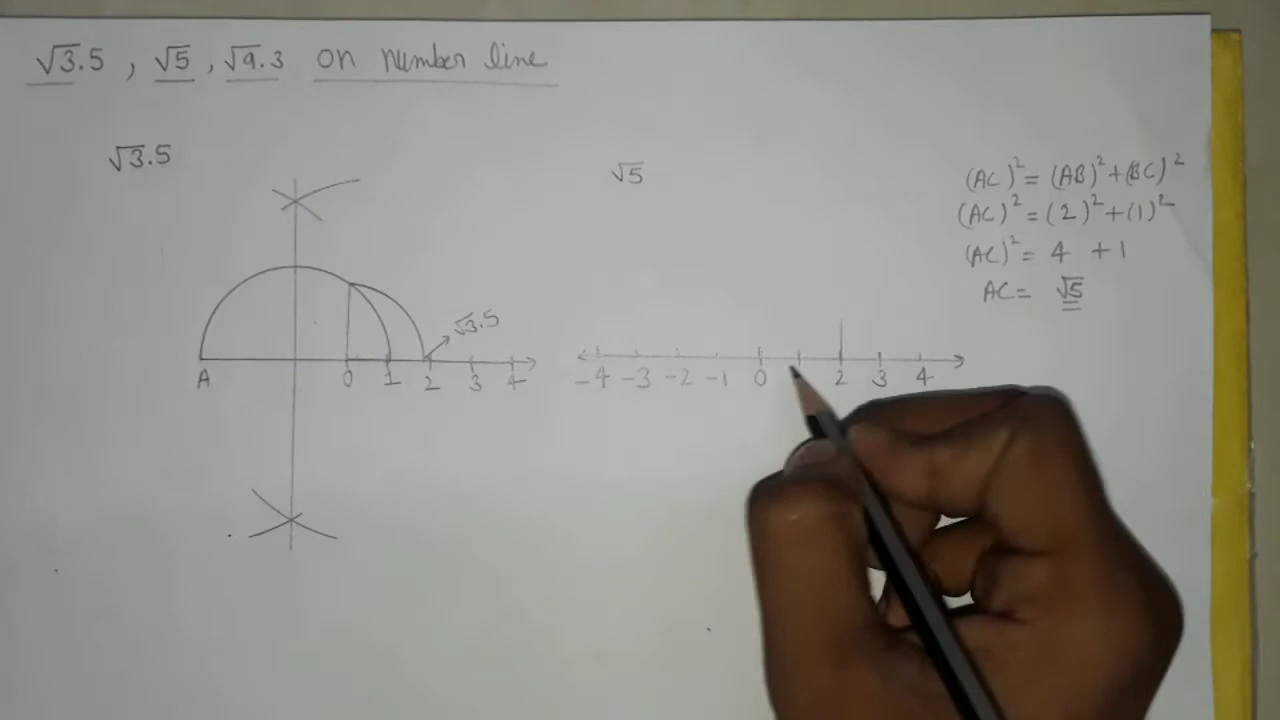 √3.5 , √5 , √9.3 on number line
√3.5
√5
(AC)² = (AB)² + (BC)²
(AC)² = (2)² + (1)²
(AC)² = 4 + 1
AC = √5
√3.5
A 0 1 2 3 4
-4 -3 -2 -1 0 2 3 4